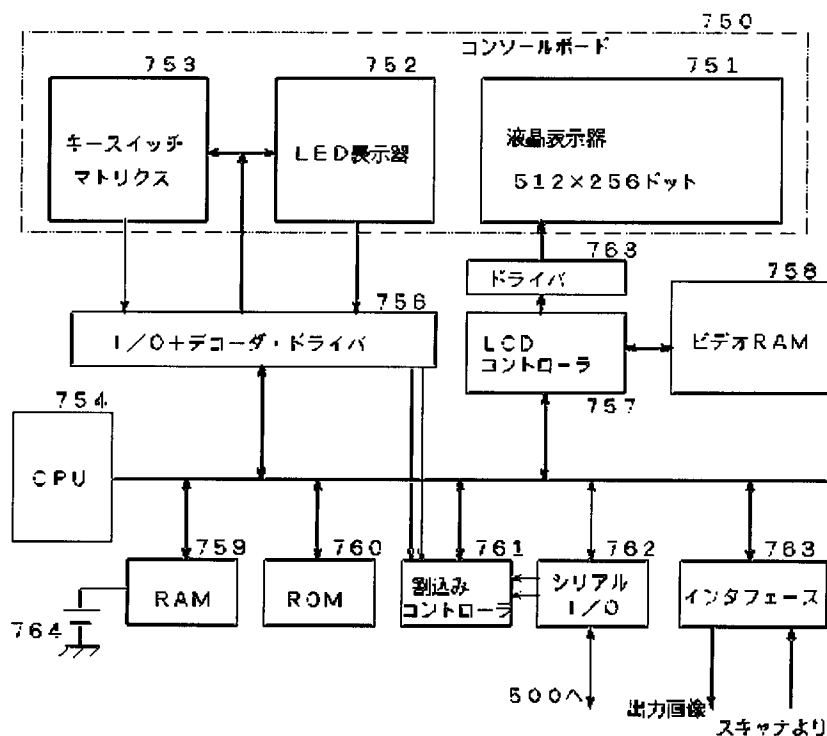 750
コンソールボード
753
752
751
キースイッチ
マトリクス
LED表示器
液晶表示器
512×256ドット
763
ドライバ
756
I/O+デコーダ・ドライバ
LCD
コントローラ
757
758
ビデオRAM
754
CPU
759
RAM
760
ROM
761
割込み
コントローラ
762
シリアル
I/O
763
インタフェース
764
500へ
出力画像
スキャナより